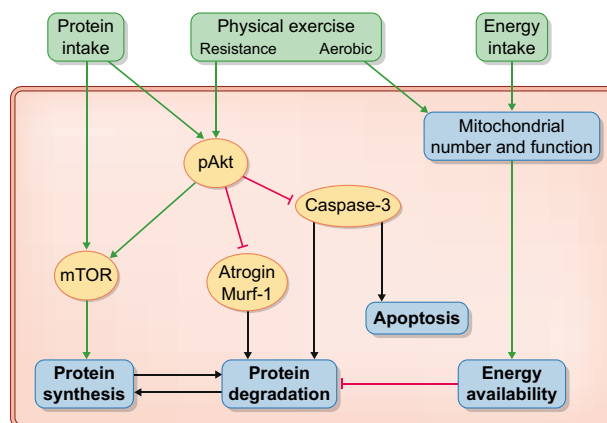 Protein
intake
Physical exercise
Resistance Aerobic
Energy
intake
Mitochondrial
number and function
pAkt
Caspase-3
mTOR
Atrogin
Murf-1
Apoptosis
Protein
synthesis
Protein
degradation
Energy
availability